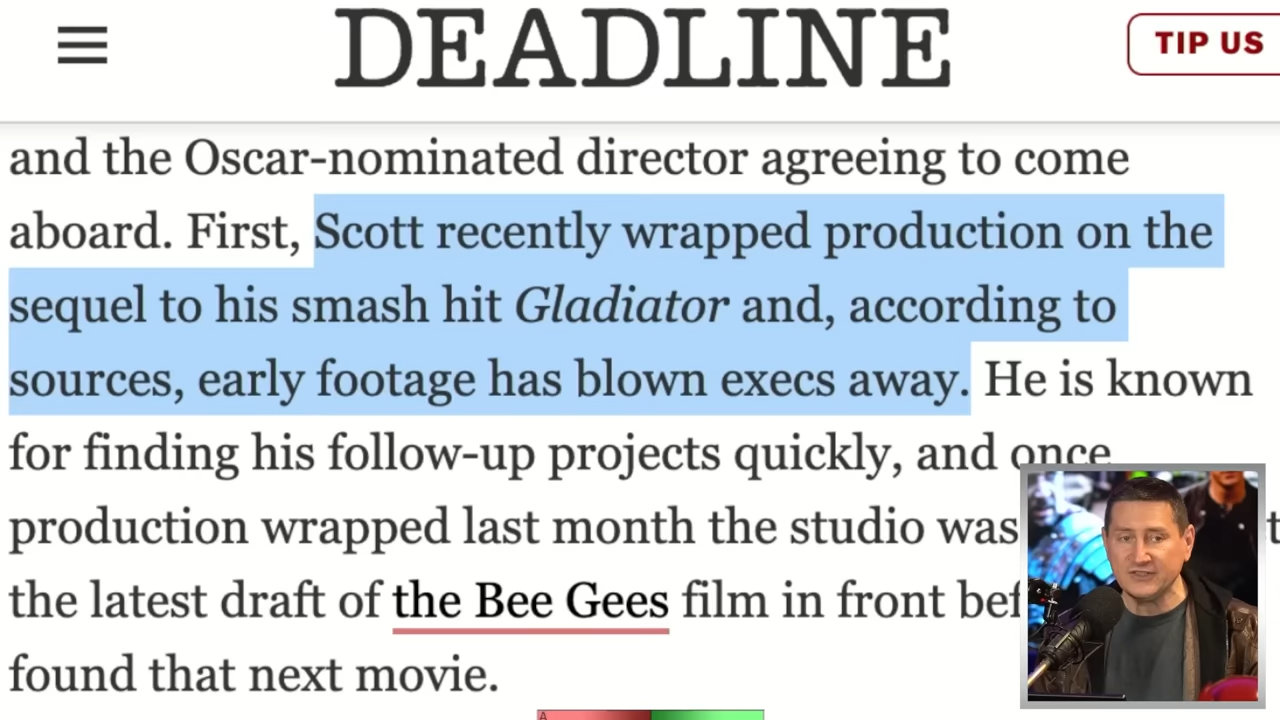 DEADLINE
TIP US
and the Oscar-nominated director agreeing to come
aboard. First, Scott recently wrapped production on the
sequel to his smash hit Gladiator and, according to
sources, early footage has blown execs away. He is known
for finding his follow-up projects quickly, and once
production wrapped last month the studio was
the latest draft of the Bee Gees film in front
found that next movie.
A